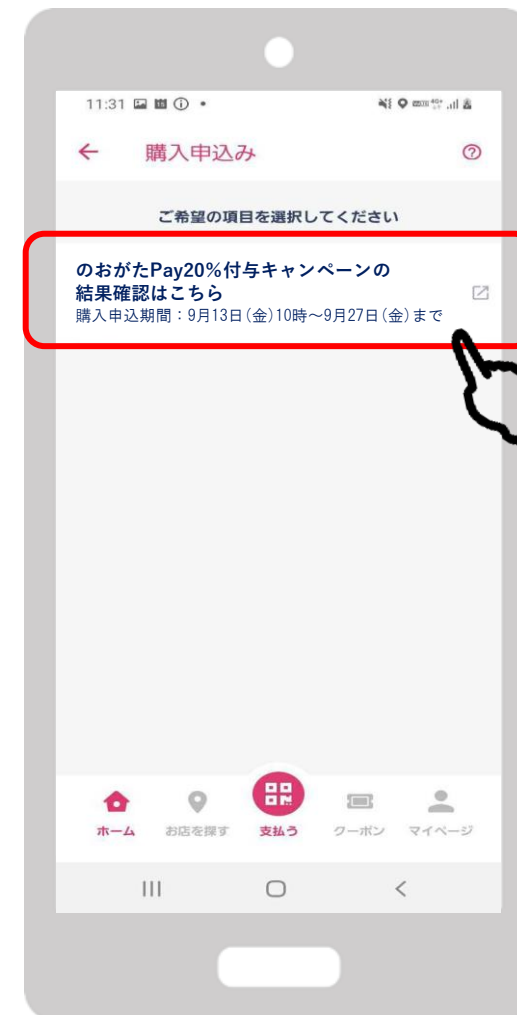 11:31
購入申込み
ご希望の項目を選択してください
のおがたPay20%付与キャンペーンの
結果確認はこちら
購入申込期間：9月13日(金)10時～9月27日(金)まで
ホーム お店を探す 支払う クーポン マイページ